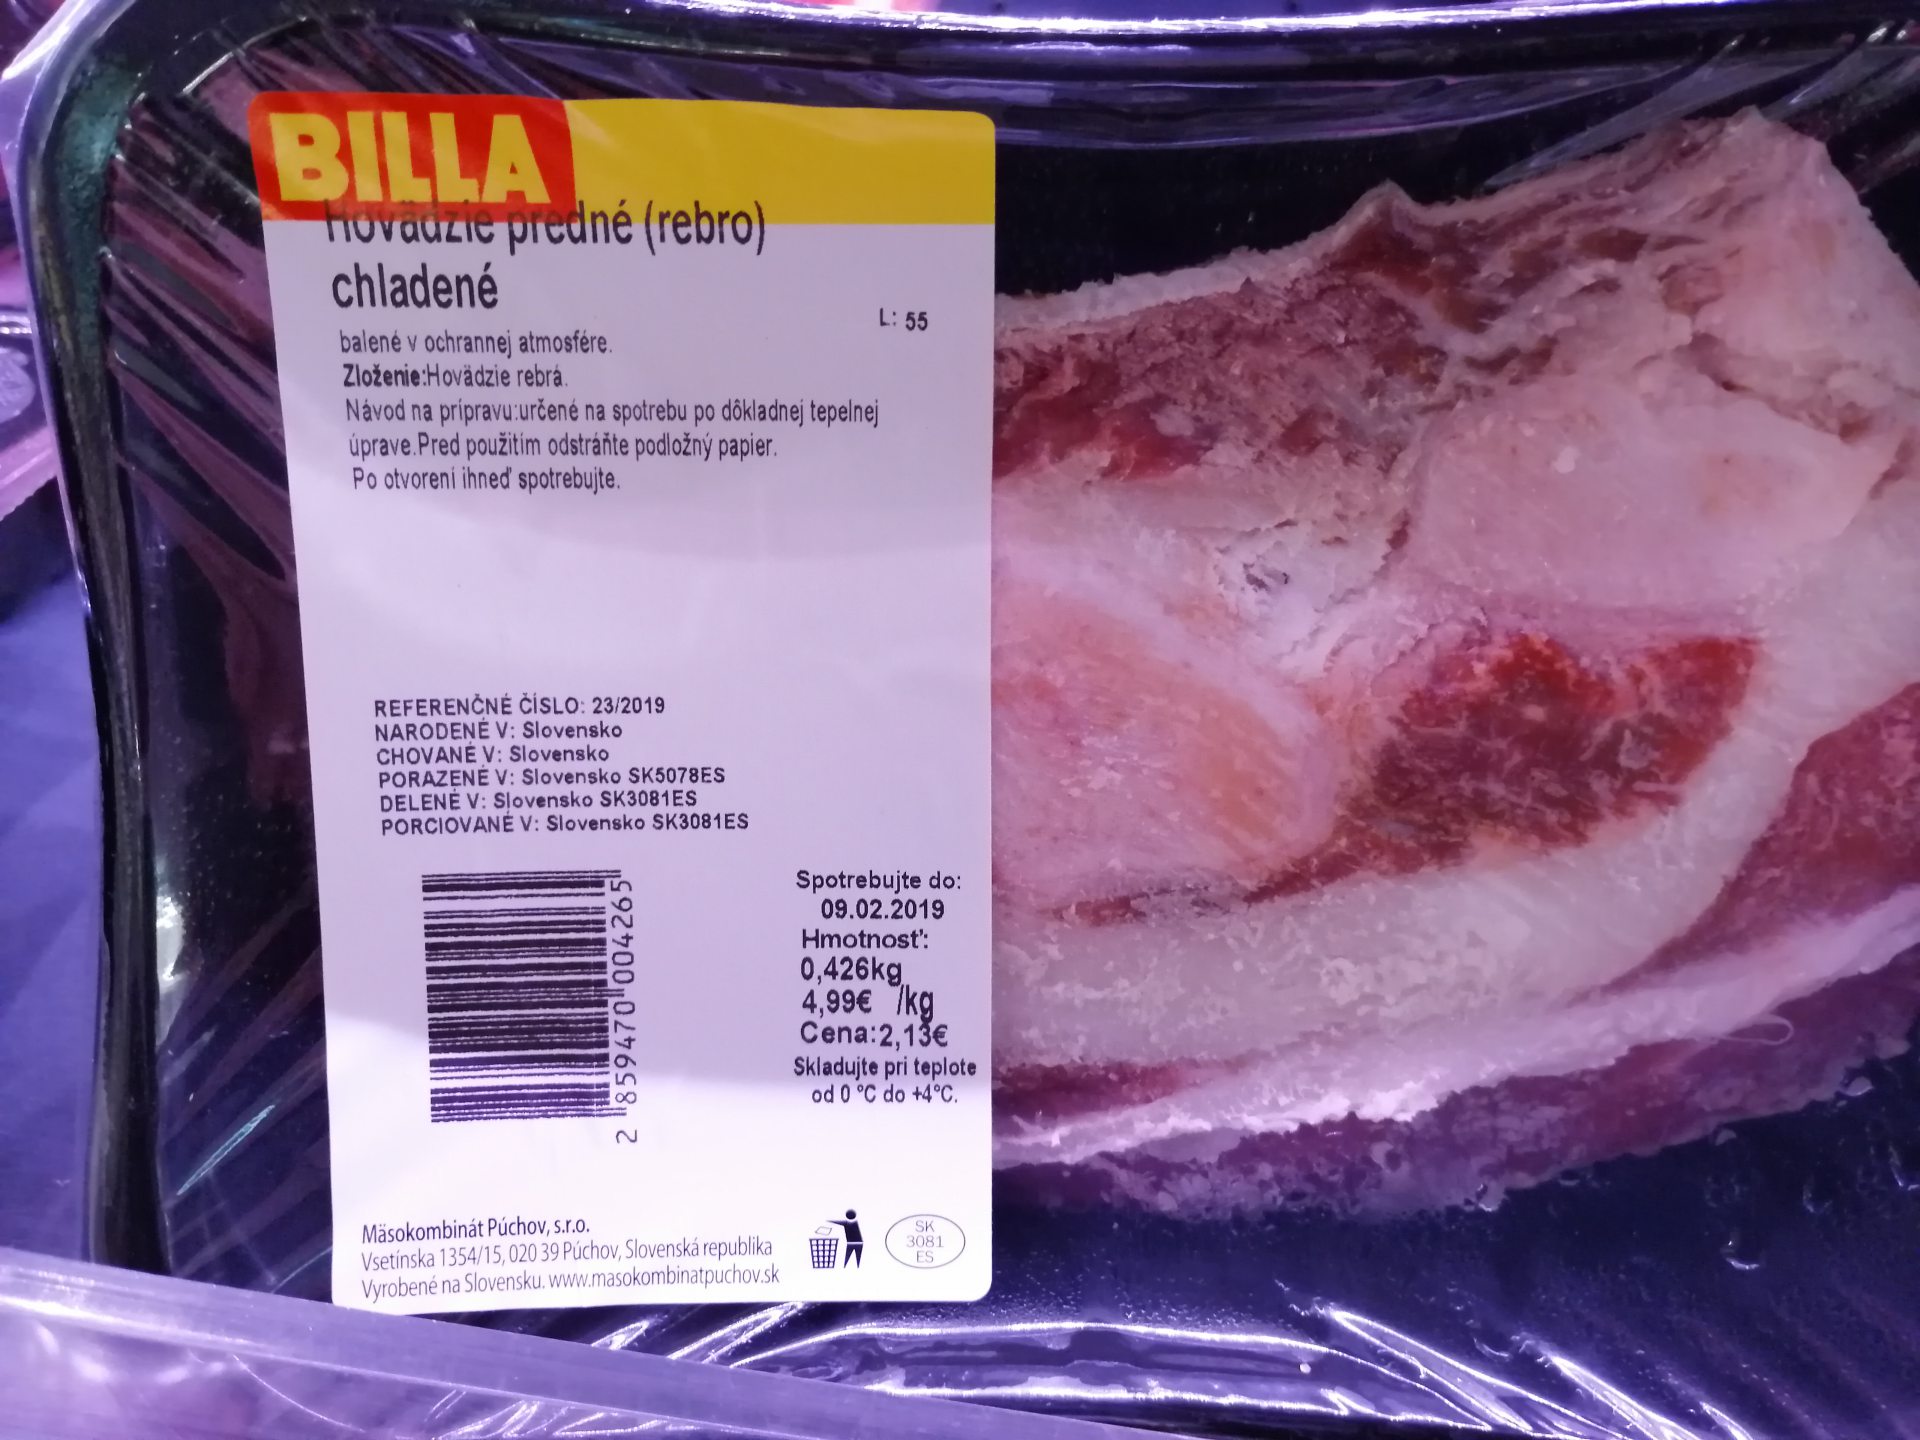 BILLA
Hovädzie predné (rebro)
chladené
L: 55
balené v ochrannej atmosfére.
Zloženie:Hovädzie rebrá.
Návod na prípravu:určené na spotrebu po dôkladnej tepelnej
úprave.Pred použitím odstráňte podložný papier.
Po otvorení ihneď spotrebujte.
REFERENČNÉ ČÍSLO: 23/2019
NARODENÉ V: Slovensko
CHOVANÉ V: Slovensko
PORAZENÉ V: Slovensko SK5078ES
DELENÉ V: Slovensko SK3081ES
PORCIOVANÉ V: Slovensko SK3081ES
2 859470 004265
Spotrebujte do:
09.02.2019
Hmotnosť:
0,426kg
4,99€ /kg
Cena:2,13€
Skladujte pri teplote
od 0 °C do +4°C.
Mäsokombinát Púchov, s.r.o.
Vsetínska 1354/15, 020 39 Púchov, Slovenská republika
Vyrobené na Slovensku. www.masokombinatpuchov.sk
SK
3081
ES